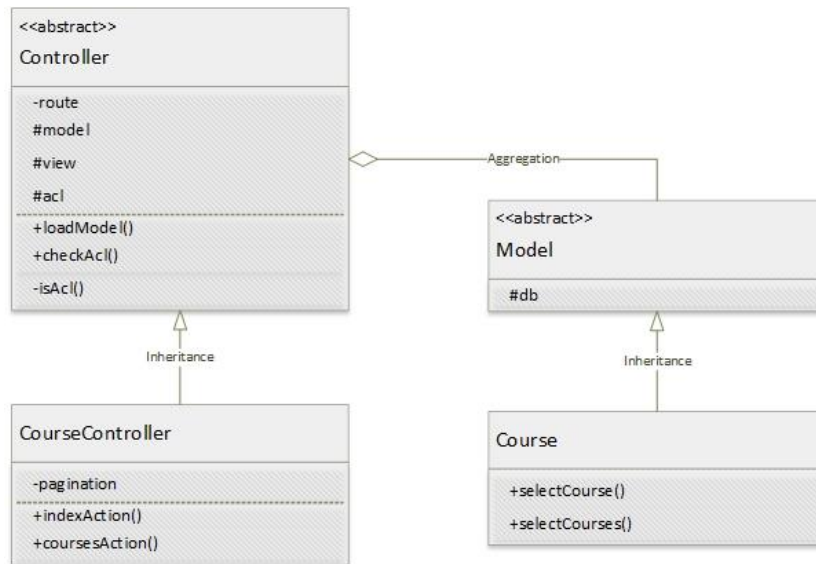 <<abstract>>
Controller
-route
#model
#view
#acl
+loadModel()
+checkAcl()
-isAcl()
Aggregation
<<abstract>>
Model
#db
Inheritance
Inheritance
CourseController
-pagination
+indexAction()
+coursesAction()
Course
+selectCourse()
+selectCourses()